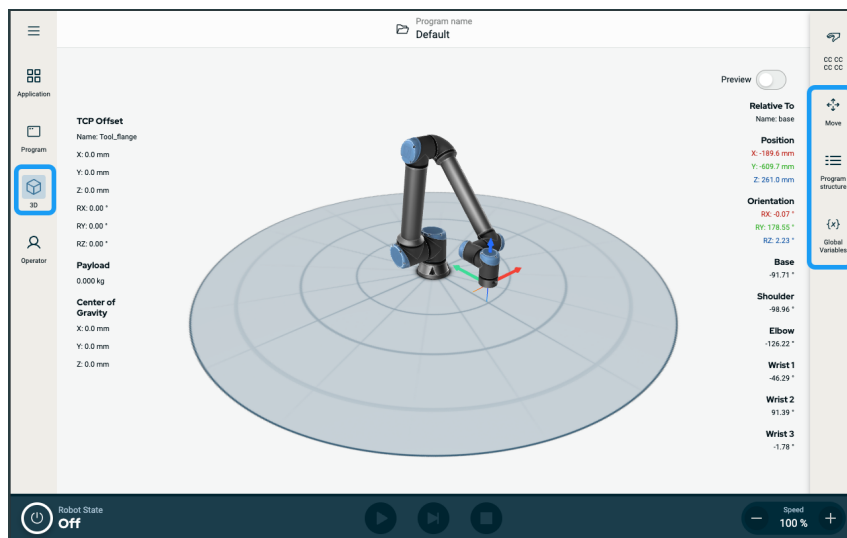 Program name
Default
CC CC
CC CC
Application
Program
3D
Operator
TCP Offset
Name: Tool_flange
X: 0.0 mm
Y: 0.0 mm
Z: 0.0 mm
RX: 0.00 °
RY: 0.00 °
RZ: 0.00 °
Payload
0.000 kg
Center of
Gravity
X: 0.0 mm
Y: 0.0 mm
Z: 0.0 mm
Preview
Relative To
Name: base
Position
X: -189.6 mm
Y: -609.7 mm
Z: 261.0 mm
Orientation
RX: -0.07 °
RY: 178.55 °
RZ: 2.23 °
Base
-91.71 °
Shoulder
-98.96 °
Elbow
-126.22 °
Wrist 1
-46.29 °
Wrist 2
91.39 °
Wrist 3
-1.78 °
Move
Program
structure
{x}
Global
Variables
Robot State
Off
Speed
100 %